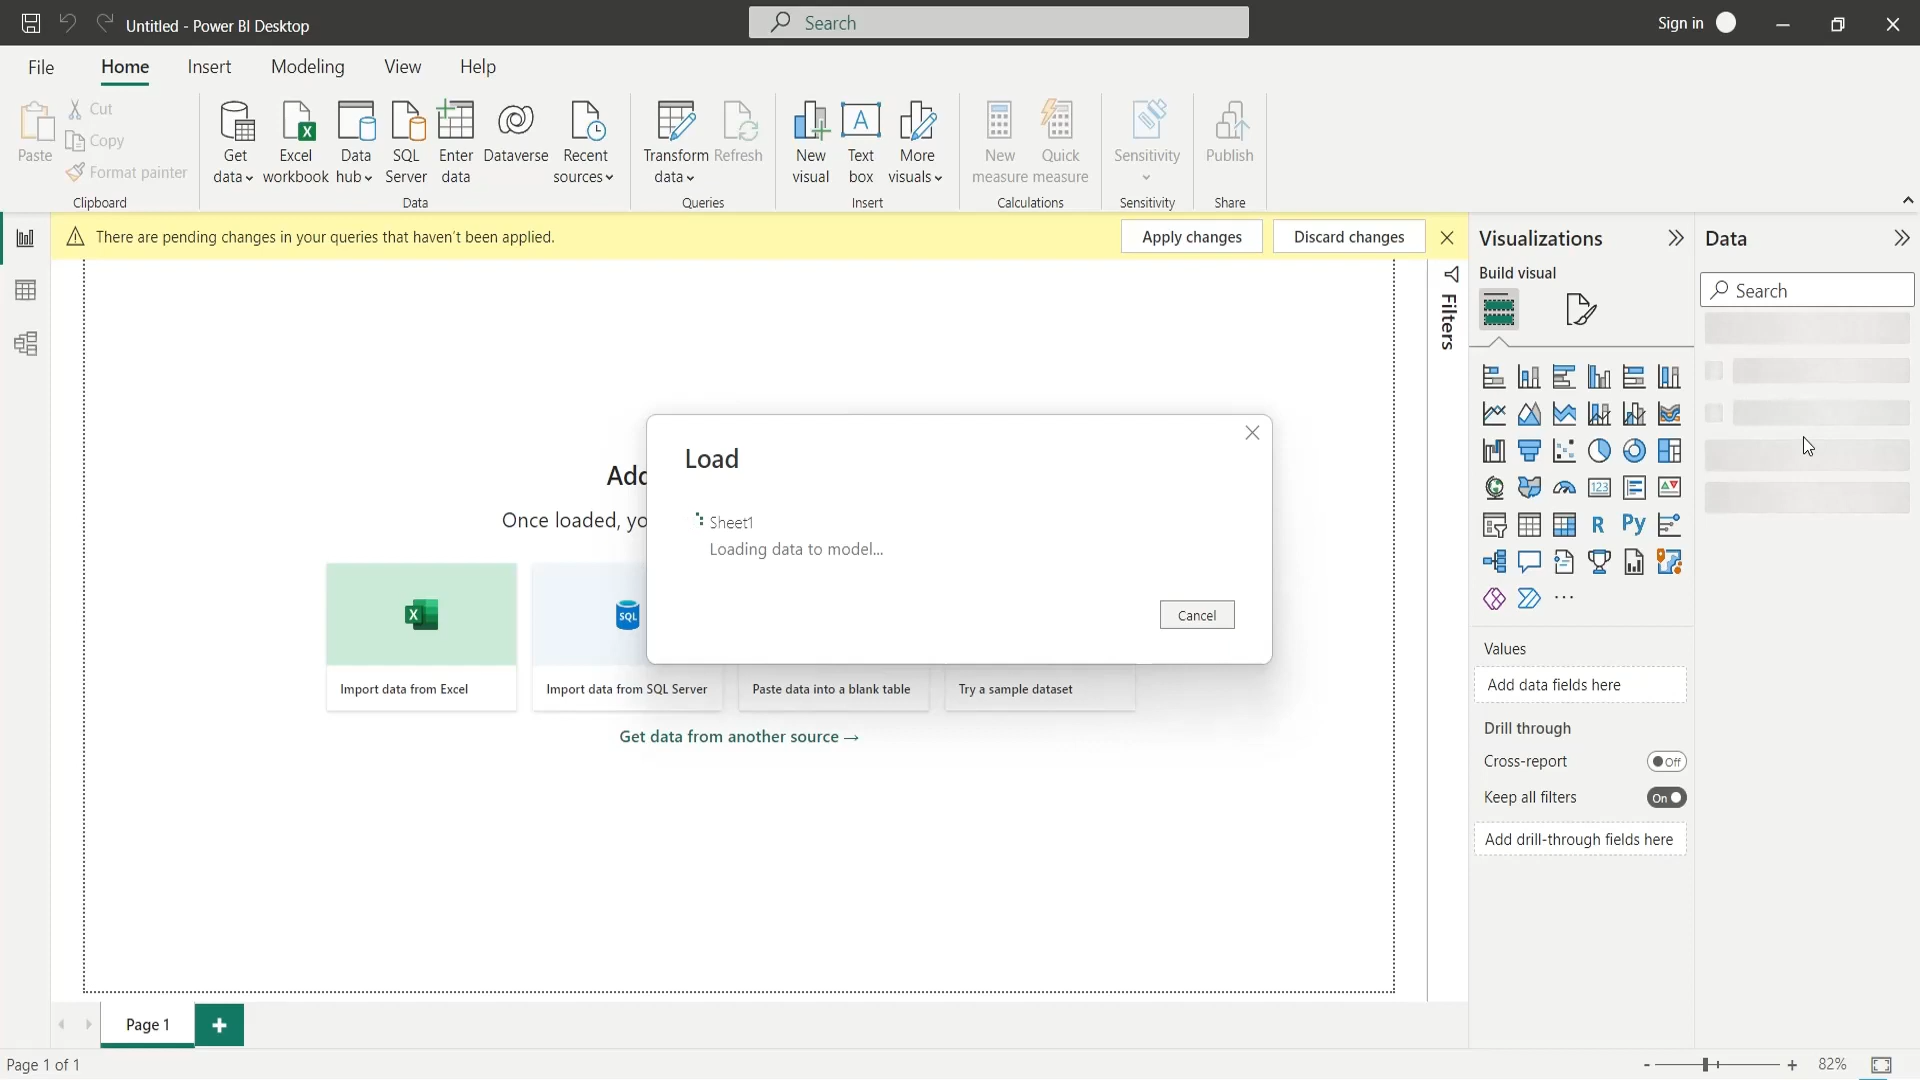 Untitled - Power BI Desktop
Search
Sign in
File
Home
Insert
Modeling
View
Help
Paste
Cut
Copy
Format painter
Clipboard
Get
data
Excel
workbook
Data
hub
SQL
Server
Enter
data
Dataverse
Recent
sources
Data
Transform
data
Refresh
Queries
New
visual
Text
box
More
visuals
Insert
New
measure
Quick
measure
Calculations
Sensitivity
Sensitivity
Publish
Share
There are pending changes in your queries that haven't been applied.
Apply changes
Discard changes
Filters
Visualizations
Build visual
Data
Search
Once loaded, yo
Load
Sheet1
Loading data to model...
Cancel
SQL
Import data from Excel
Import data from SQL Server
Paste data into a blank table
Try a sample dataset
Get data from another source →
123
R
Py
Values
Add data fields here
Drill through
Cross-report
Off
Keep all filters
On
Add drill-through fields here
Page 1
Page 1 of 1
82%